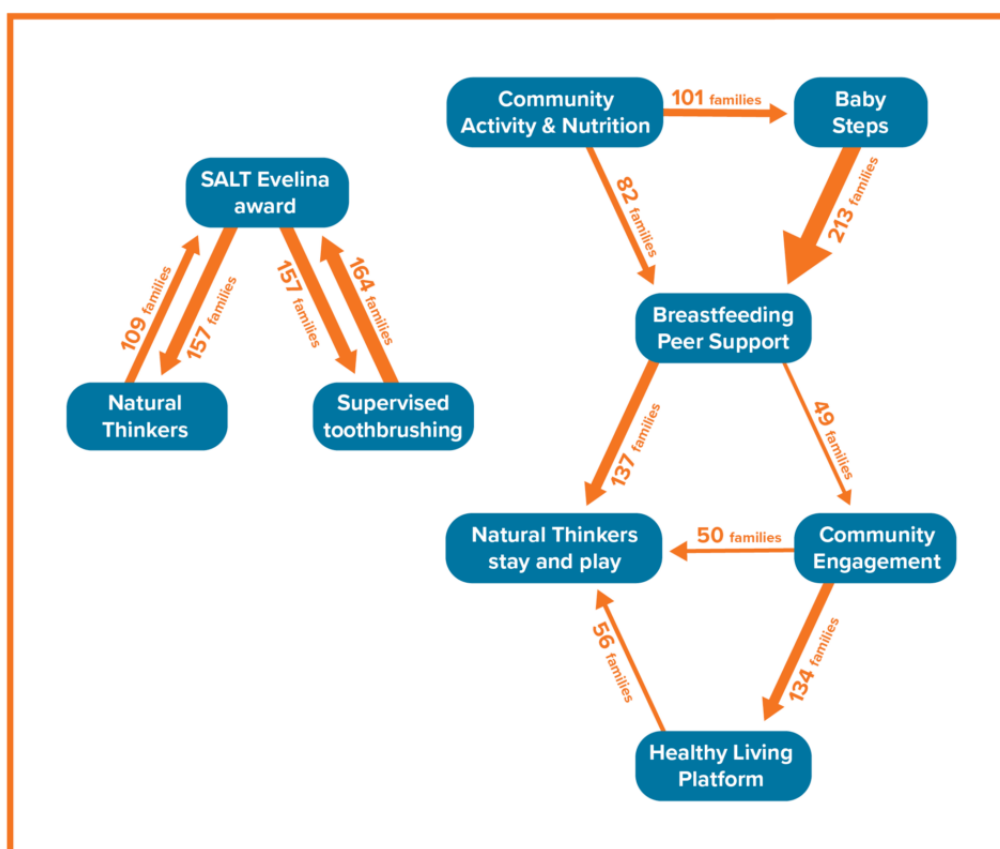 Community
Activity & Nutrition
101 families
Baby
Steps
SALT Evelina
award
82 families
213 families
109 families
157 families
157 families
164 families
Breastfeeding
Peer Support
Natural
Thinkers
Supervised
toothbrushing
137 families
49 families
Natural Thinkers
stay and play
50 families
Community
Engagement
56 families
134 families
Healthy Living
Platform